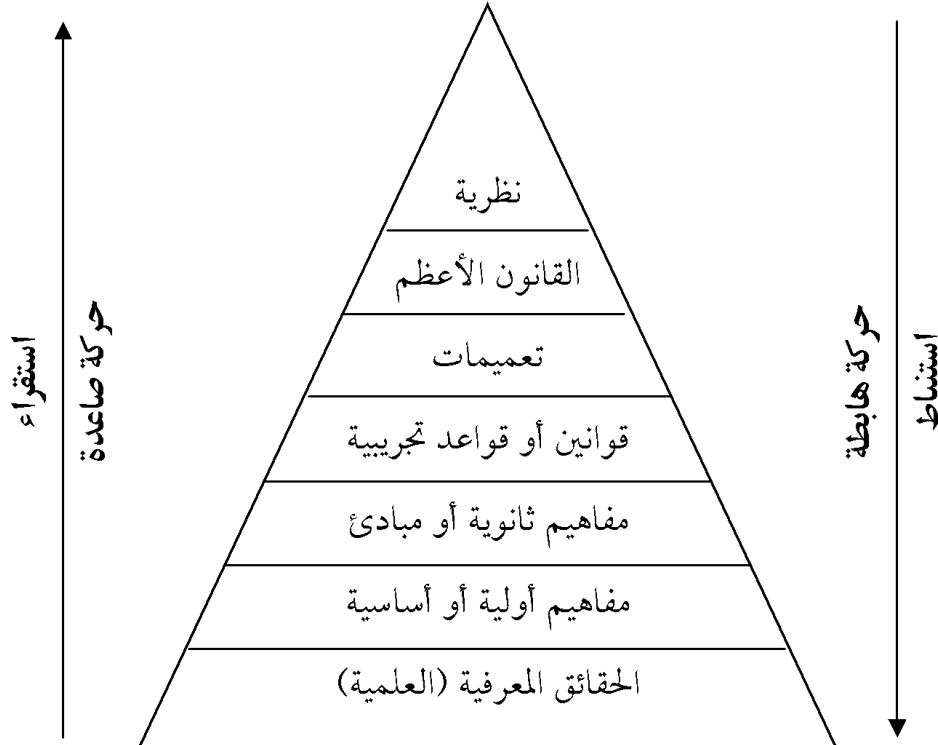 نظرية
القانون الأعظم
تعميمات
قوانين أو قواعد تجريبية
مفاهيم ثانوية أو مبادئ
مفاهيم أولية أو أساسية
الحقائق المعرفية (العلمية)
حركة هابطة
استنباط
حركة صاعدة
استقراء